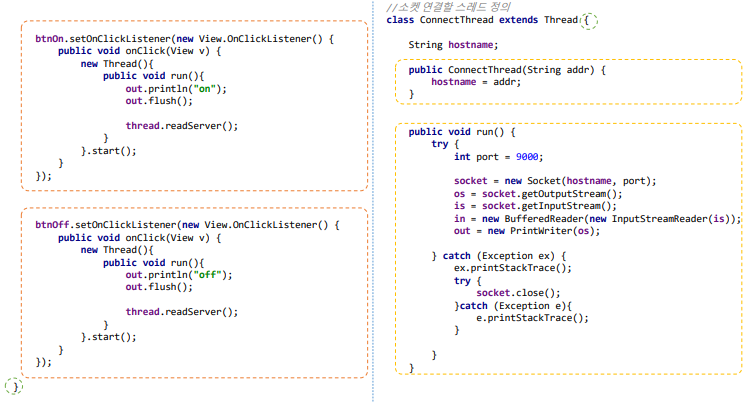 btnOn.setOnClickListener(new View.OnClickListener() {
public void onClick(View v) {
new Thread(){
public void run(){
out.println("on");
out.flush();
thread.readServer();
}
}.start();
}
});
btnOff.setOnClickListener(new View.OnClickListener() {
public void onClick(View v) {
new Thread(){
public void run(){
out.println("off");
out.flush();
thread.readServer();
}
}.start();
}
});
}
//소켓 연결할 스레드 정의
class ConnectThread extends Thread {
String hostname;
public ConnectThread(String addr) {
hostname = addr;
}
public void run() {
try {
int port = 9000;
socket = new Socket(hostname, port);
os = socket.getOutputStream();
is = socket.getInputStream();
in = new BufferedReader(new InputStreamReader(is));
out = new PrintWriter(os);
} catch (Exception ex) {
ex.printStackTrace();
try {
socket.close();
}catch (Exception e){
e.printStackTrace();
}
}
}